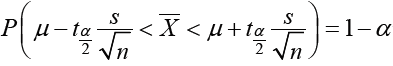 P(μ − t_{α/2} s/√n < X̄ < μ + t_{α/2} s/√n) = 1 − α